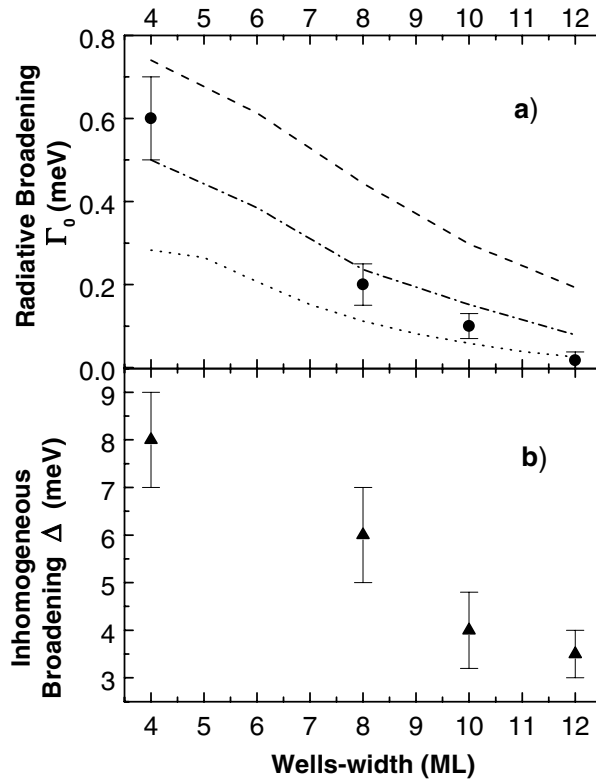 4 5 6 7 8 9 10 11 12
0.8
0.6
0.4
0.2
0.0
Radiative Broadening
Γ₀ (meV)
a)
9
8
7
6
5
4
3
Inhomogeneous
Broadening Δ (meV)
b)
4 5 6 7 8 9 10 11 12
Wells-width (ML)